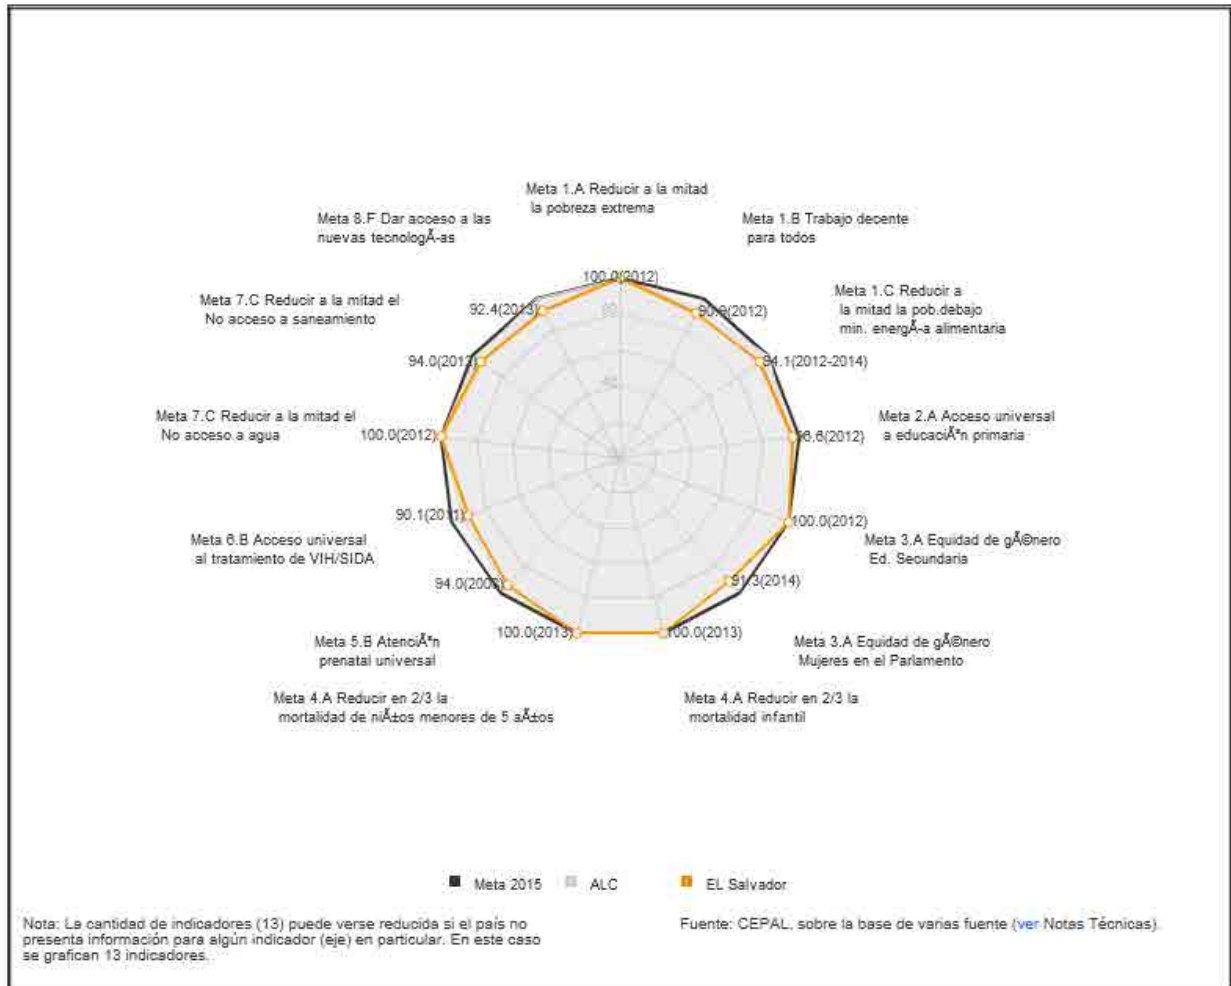 Meta 1.A Reducir a la mitad
la pobreza extrema
Meta 8.F Dar acceso a las
nuevas tecnologÃ-as
Meta 1.B Trabajo decente
para todos
100.0(2012)
92.4(2013)
Meta 7.C Reducir a la mitad el
No acceso a saneamiento
Meta 1.C Reducir a
la mitad la pob.debajo
min. energÃ-a alimentaria
94.1(2012-2014)
Meta 7.C Reducir a la mitad el
No acceso a agua
100.0(2012)
Meta 2.A Acceso universal
a educaciÃ³n primaria
Meta 6.B Acceso universal
al tratamiento de VIH/SIDA
90.1(2011)
100.0(2012)
Meta 3.A Equidad de gÃ©nero
Ed. Secundaria
91.3(2014)
Meta 5.B AtenciÃ³n
prenatal universal
100.0(2013)
100.0(2013)
Meta 3.A Equidad de gÃ©nero
Mujeres en el Parlamento
Meta 4.A Reducir en 2/3 la
mortalidad de niÃ±os menores de 5 aÃ±os
Meta 4.A Reducir en 2/3 la
mortalidad infantil
Meta 2015
ALC
EL Salvador
Nota: La cantidad de indicadores (13) puede verse reducida si el país no
presenta información para algún indicador (eje) en particular. En este caso
se grafican 13 indicadores.
Fuente: CEPAL, sobre la base de varias fuente (ver Notas Técnicas).